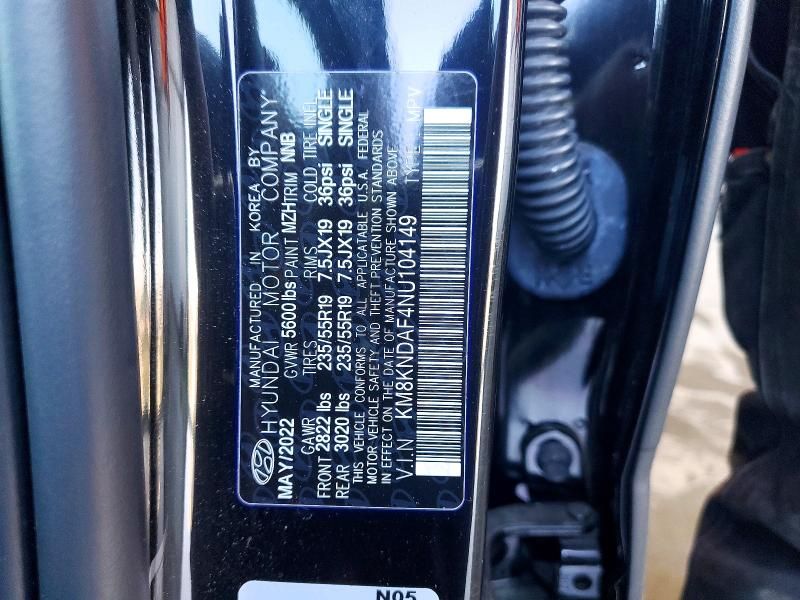 MANUFACTURED IN KOREA BY
HYUNDAI MOTOR COMPANY
MAY/2022 GVWR 5600lbs PAINT MZH TRIM NNB
GAWR TIRES RIMS COLD TIRE INFL
FRONT 2822 lbs 235/55R19 7.5JX19 36psi SINGLE
REAR 3020 lbs 235/55R19 7.5JX19 36psi SINGLE
THIS VEHICLE CONFORMS TO ALL APPLICATABLE U.S.A. FEDERAL
MOTOR VEHICLE SAFETY AND THEFT PREVENTION STANDARDS
IN EFFECT ON THE DATE OF MANUFACTURE SHOWN ABOVE
V.I.N KM8KNDAF4NU104149 TYPE MPV
N05